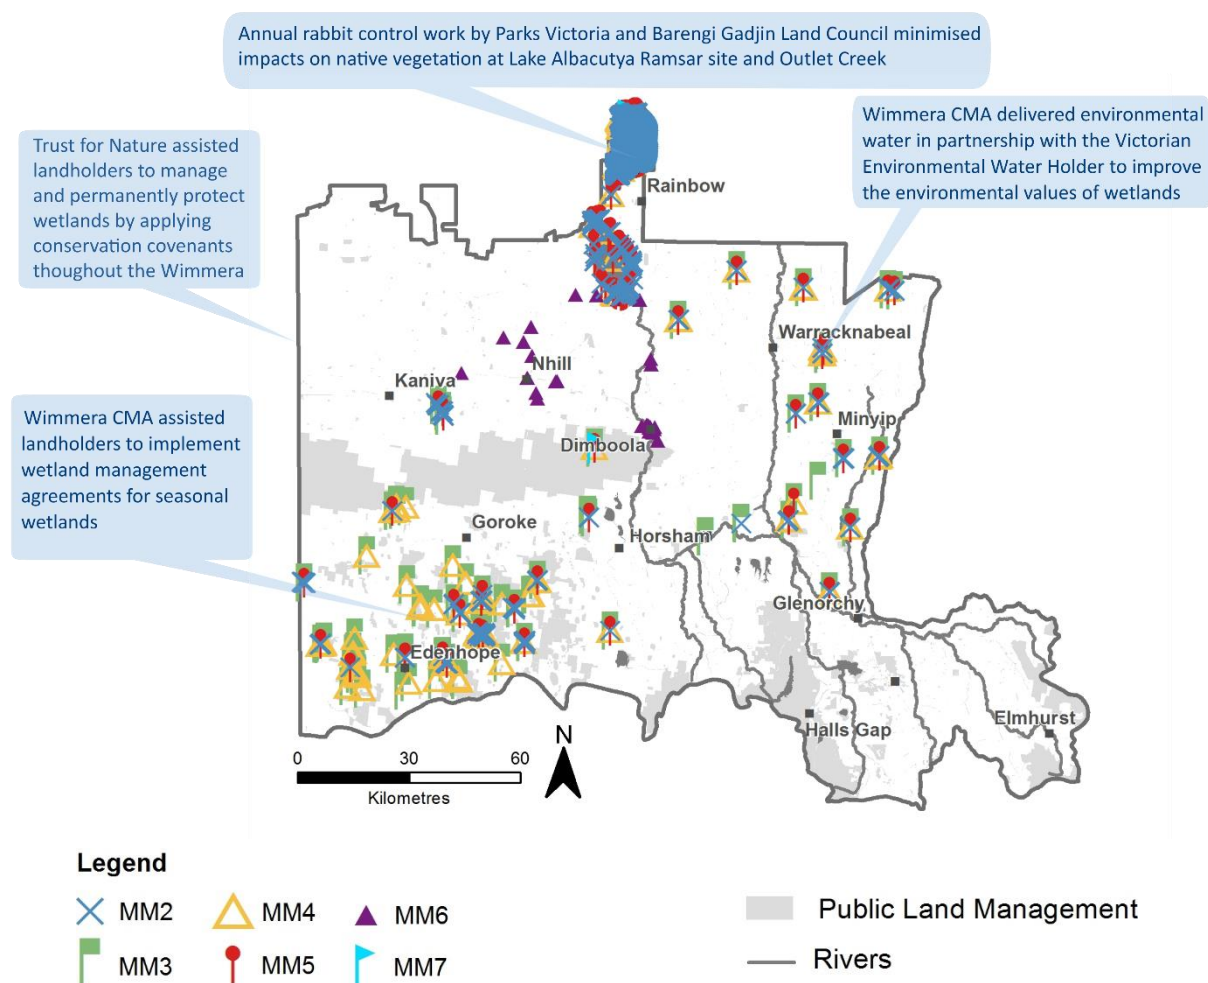 Annual rabbit control work by Parks Victoria and Barengi Gadjin Land Council minimised
impacts on native vegetation at Lake Albacutya Ramsar site and Outlet Creek
Wimmera CMA delivered environmental
water in partnership with the Victorian
Environmental Water Holder to improve
the environmental values of wetlands
Trust for Nature assisted
landholders to manage
and permanently protect
wetlands by applying
conservation covenants
thoughout the Wimmera
Wimmera CMA assisted
landholders to implement
wetland management
agreements for seasonal
wetlands
Rainbow
Warracknabeal
Nhill
Kaniva
Minyip
Dimboola
Goroke
Horsham
Glenorchy
Edenhope
Halls Gap
Elmhurst
N
0 30 60
Kilometres
Legend
MM2 MM4 MM6
MM3 MM5 MM7
Public Land Management
Rivers